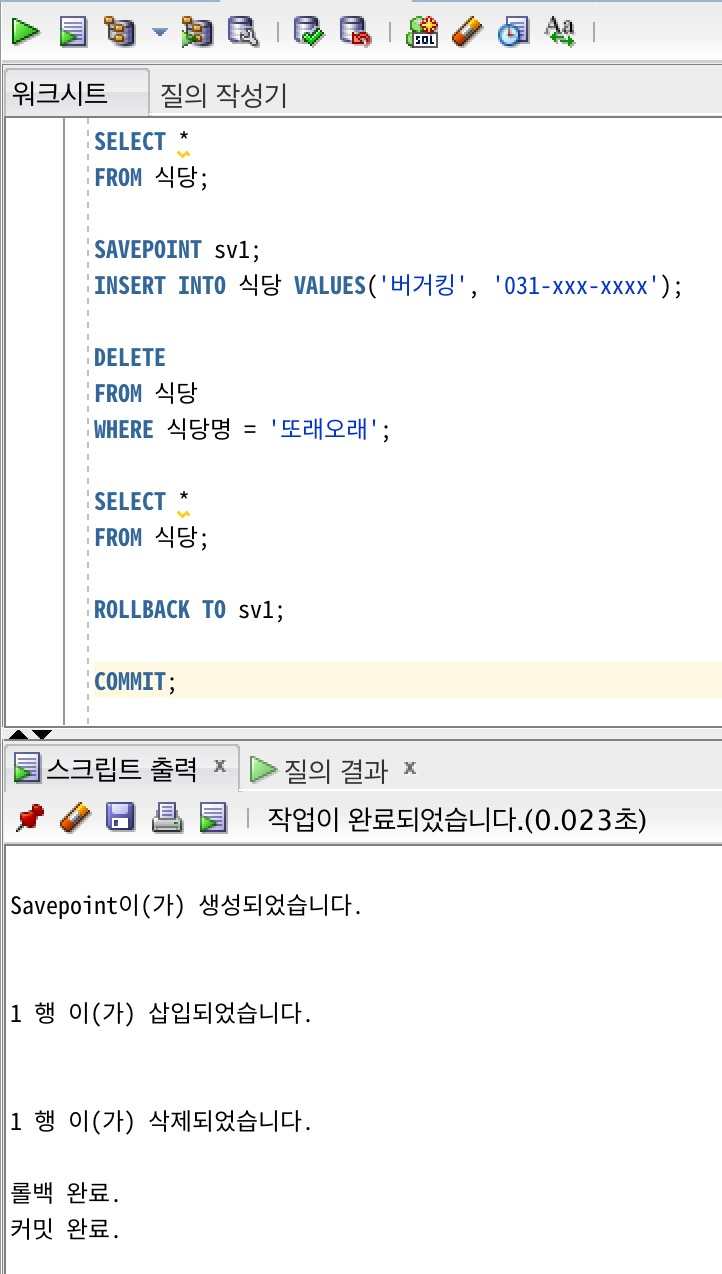 SQL
Aa
워크시트 질의 작성기
SELECT *
FROM 식당;
SAVEPOINT sv1;
INSERT INTO 식당 VALUES('버거킹', '031-xxx-xxxx');
DELETE
FROM 식당
WHERE 식당명 = '또래오래';
SELECT *
FROM 식당;
ROLLBACK TO sv1;
COMMIT;
스크립트 출력 x 질의 결과 x
작업이 완료되었습니다.(0.023초)
Savepoint이(가) 생성되었습니다.
1 행 이(가) 삽입되었습니다.
1 행 이(가) 삭제되었습니다.
롤백 완료.
커밋 완료.